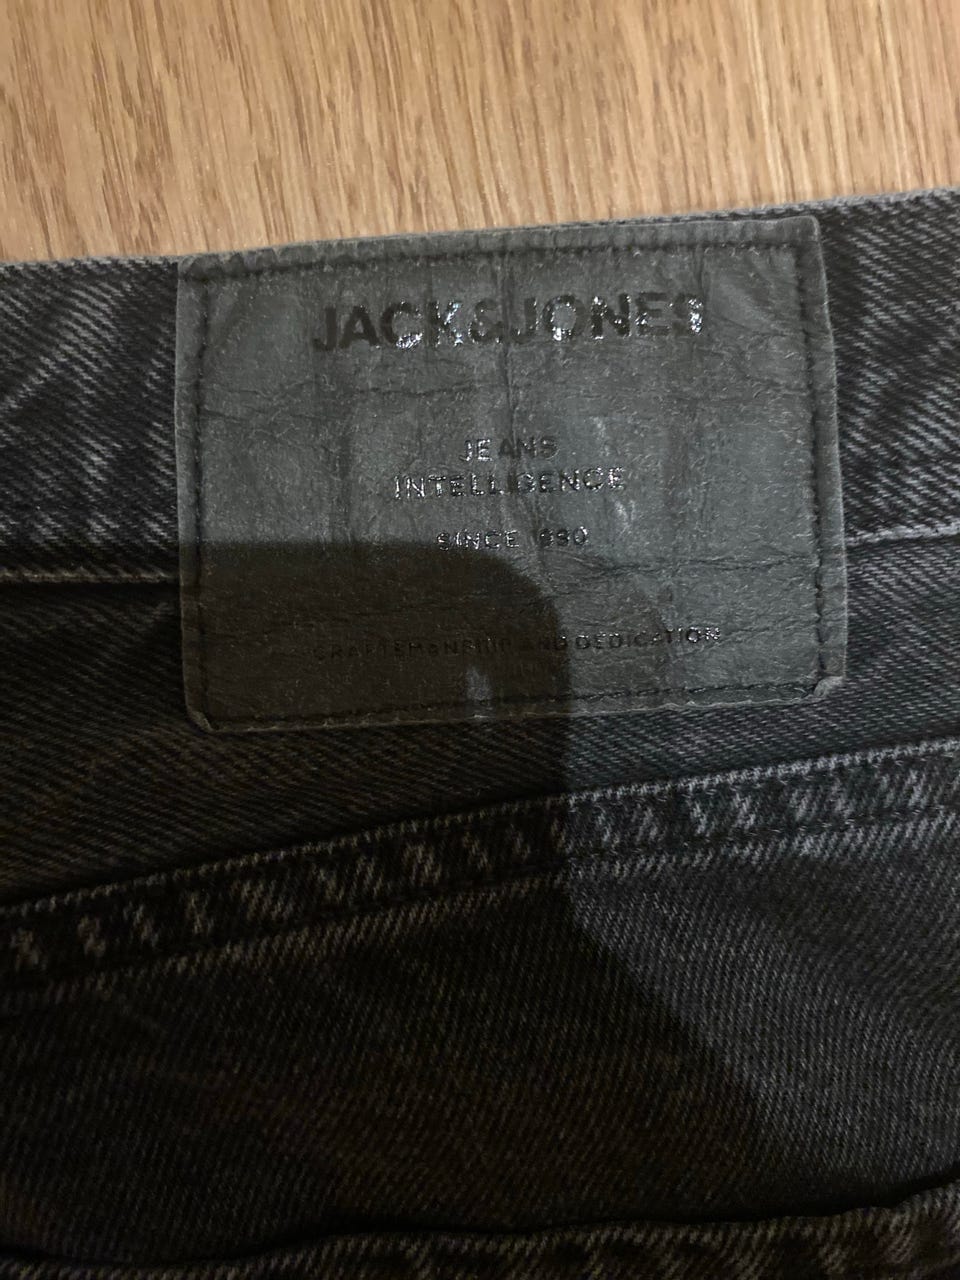 JACK&JONES
JEANS
INTELLIGENCE
SINCE 1990
CRAFTSMANSHIP AND DEDICATION